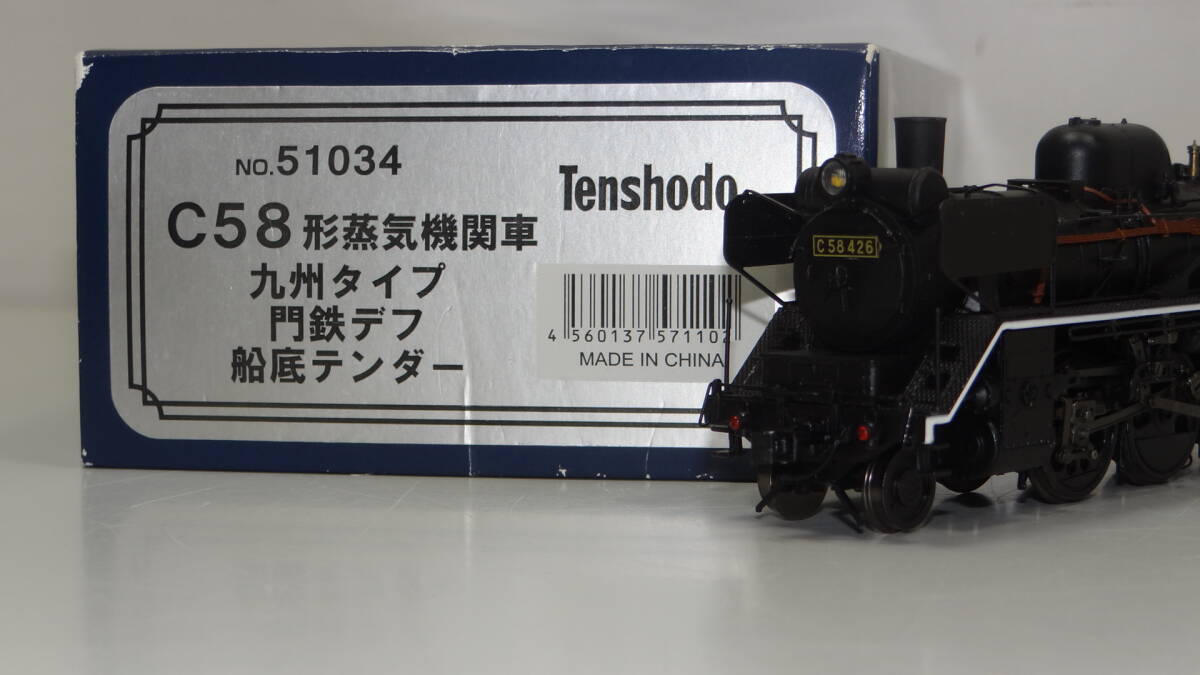 NO.51034
Tenshodo
C58形蒸気機関車
九州タイプ
門鉄デフ
船底テンダー
4 560137 571102
MADE IN CHINA
C58426